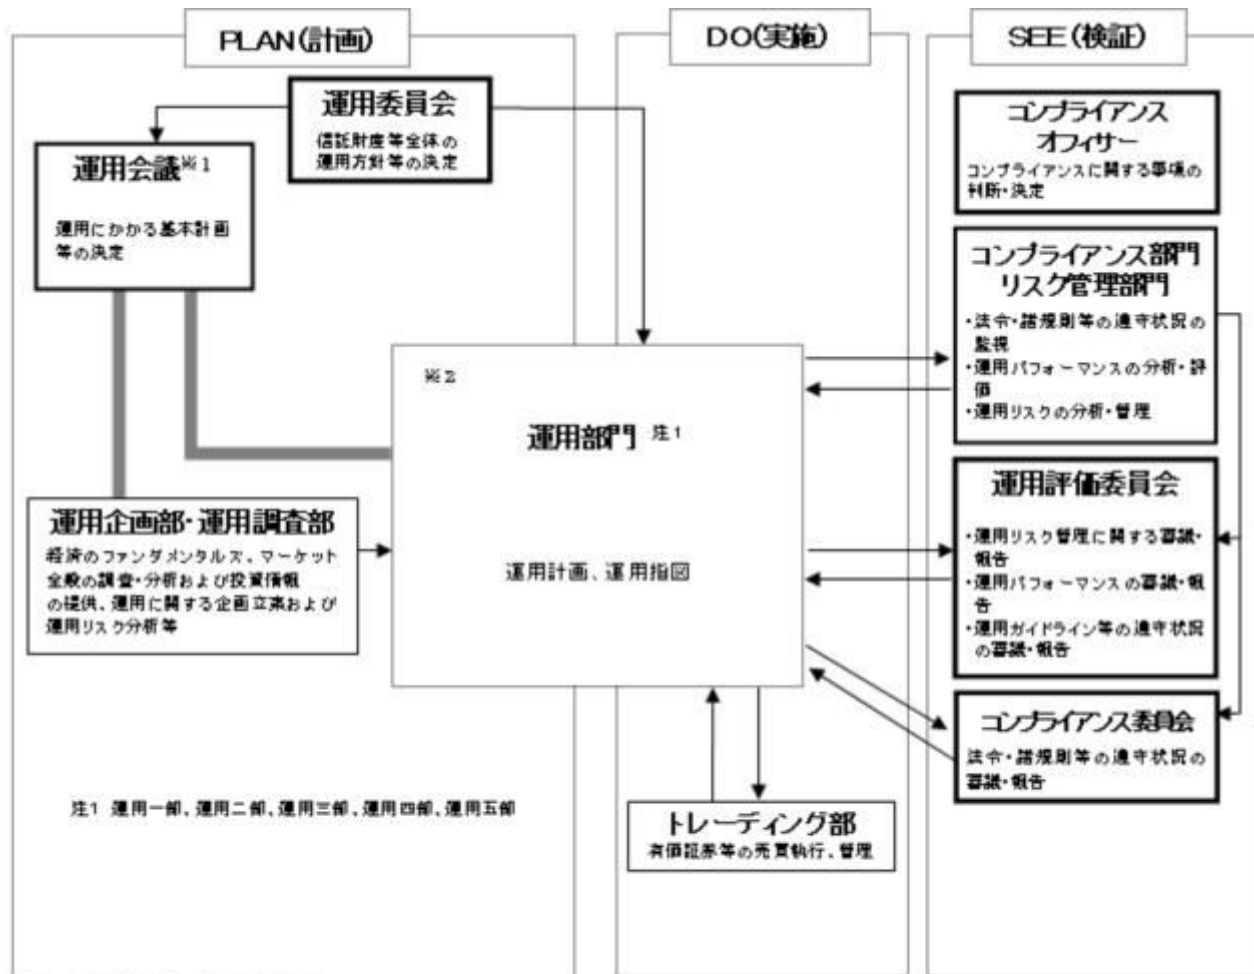 PLAN(計画)
運用委員会
信託財産等全体の
運用方針等の決定
運用会議※1
運用にかかる基本計画
等の決定
運用企画部・運用調査部
経済のファンダメンタルズ、マーケット
全般の調査・分析および投資情報
の提供、運用に関する企画立案および
運用リスク分析等
注1 運用一部、運用二部、運用三部、運用四部、運用五部
DO(実施)
※2
運用部門 注1
運用計画、運用指図
トレーディング部
有価証券等の売買執行、管理
SEE(検証)
コンプライアンス
オフィサー
コンプライアンスに関する事項の
判断・決定
コンプライアンス部門
リスク管理部門
・法令・諸規則等の遵守状況の
監視
・運用パフォーマンスの分析・評
価
・運用リスクの分析・管理
運用評価委員会
・運用リスク管理に関する審議・
報告
・運用パフォーマンスの審議・報
告
・運用ガイドライン等の遵守状況
の審議・報告
コンプライアンス委員会
法令・諸規則等の遵守状況の
審議・報告